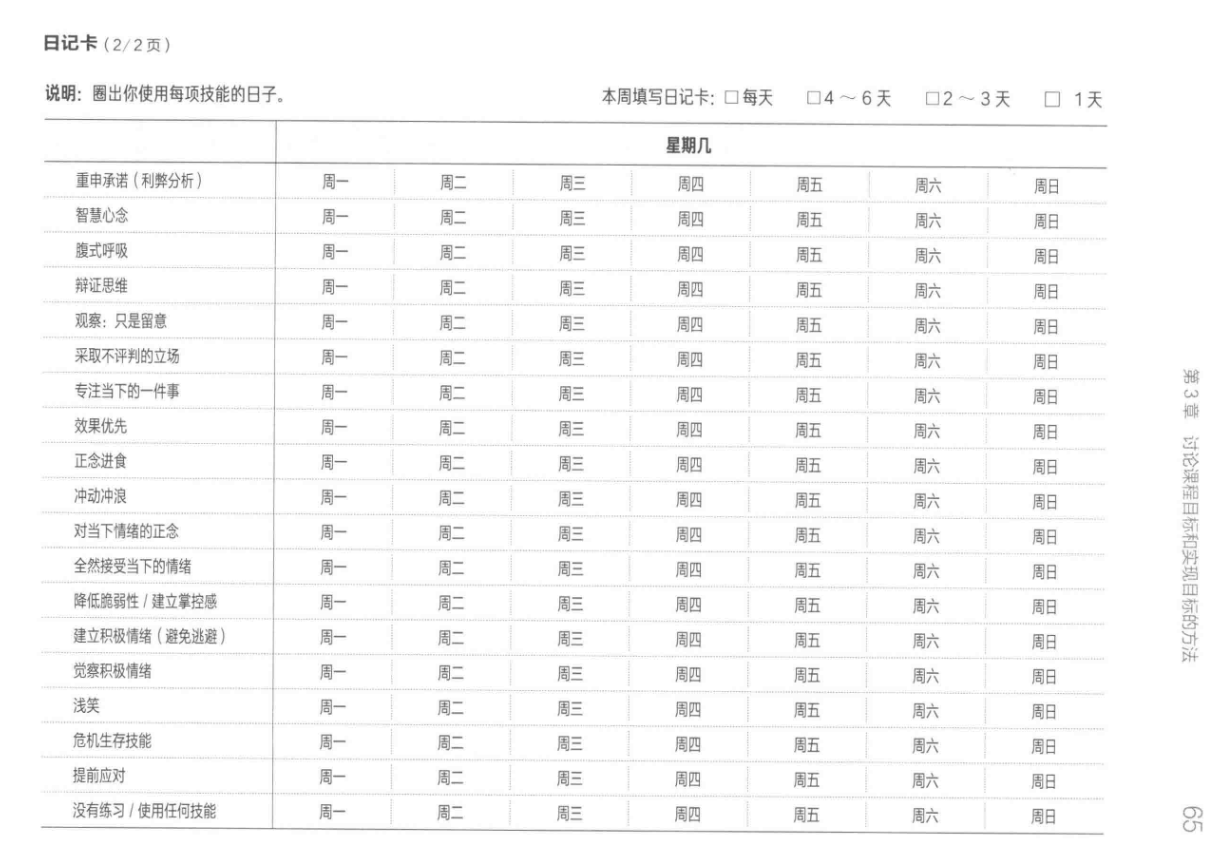 日记卡（2/2页）
说明：圈出你使用每项技能的日子。 本周填写日记卡：□每天 □4～6天 □2～3天 □ 1天
星期几
重申承诺（利弊分析） 周一 周二 周三 周四 周五 周六 周日
智慧心念 周一 周二 周三 周四 周五 周六 周日
腹式呼吸 周一 周二 周三 周四 周五 周六 周日
辩证思维 周一 周二 周三 周四 周五 周六 周日
观察：只是留意 周一 周二 周三 周四 周五 周六 周日
采取不评判的立场 周一 周二 周三 周四 周五 周六 周日
专注当下的一件事 周一 周二 周三 周四 周五 周六 周日
效果优先 周一 周二 周三 周四 周五 周六 周日
正念进食 周一 周二 周三 周四 周五 周六 周日
冲动冲浪 周一 周二 周三 周四 周五 周六 周日
对当下情绪的正念 周一 周二 周三 周四 周五 周六 周日
全然接受当下的情绪 周一 周二 周三 周四 周五 周六 周日
降低脆弱性/建立掌控感 周一 周二 周三 周四 周五 周六 周日
建立积极情绪（避免逃避） 周一 周二 周三 周四 周五 周六 周日
觉察积极情绪 周一 周二 周三 周四 周五 周六 周日
浅笑 周一 周二 周三 周四 周五 周六 周日
危机生存技能 周一 周二 周三 周四 周五 周六 周日
提前应对 周一 周二 周三 周四 周五 周六 周日
没有练习/使用任何技能 周一 周二 周三 周四 周五 周六 周日
第3章 讨论课程目标和实现目标的方法
65